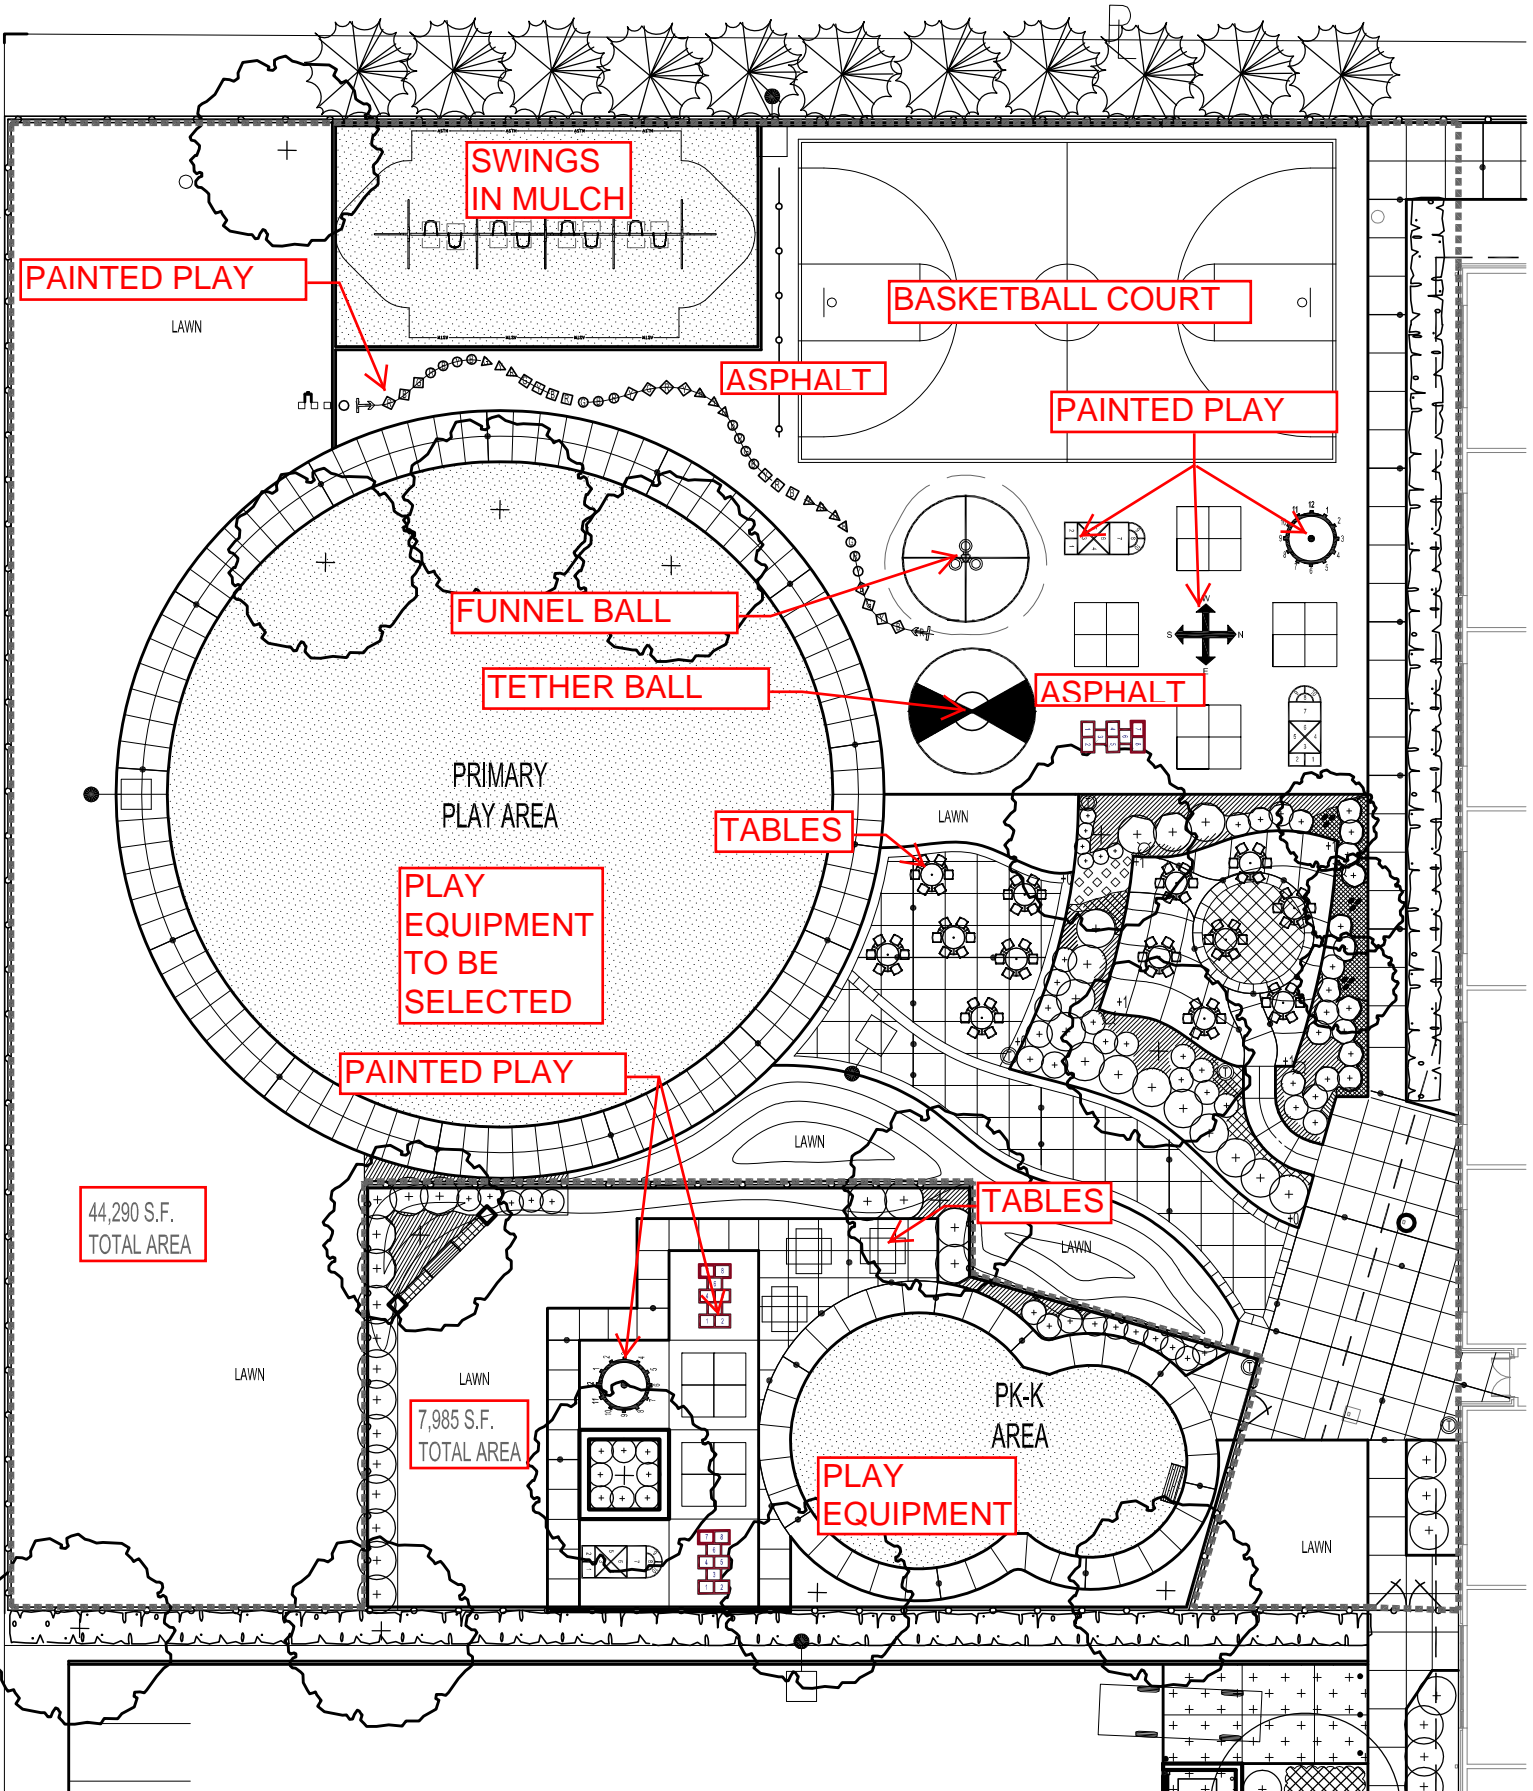 SWINGS
IN MULCH
PAINTED PLAY
LAWN
BASKETBALL COURT
ASPHALT
PAINTED PLAY
FUNNEL BALL
TETHER BALL
ASPHALT
S
N
E
PRIMARY
PLAY AREA
TABLES
LAWN
PLAY
EQUIPMENT
TO BE
SELECTED
PAINTED PLAY
LAWN
44,290 S.F.
TOTAL AREA
TABLES
LAWN
LAWN
LAWN
7,985 S.F.
TOTAL AREA
PK-K
AREA
PLAY
EQUIPMENT
LAWN